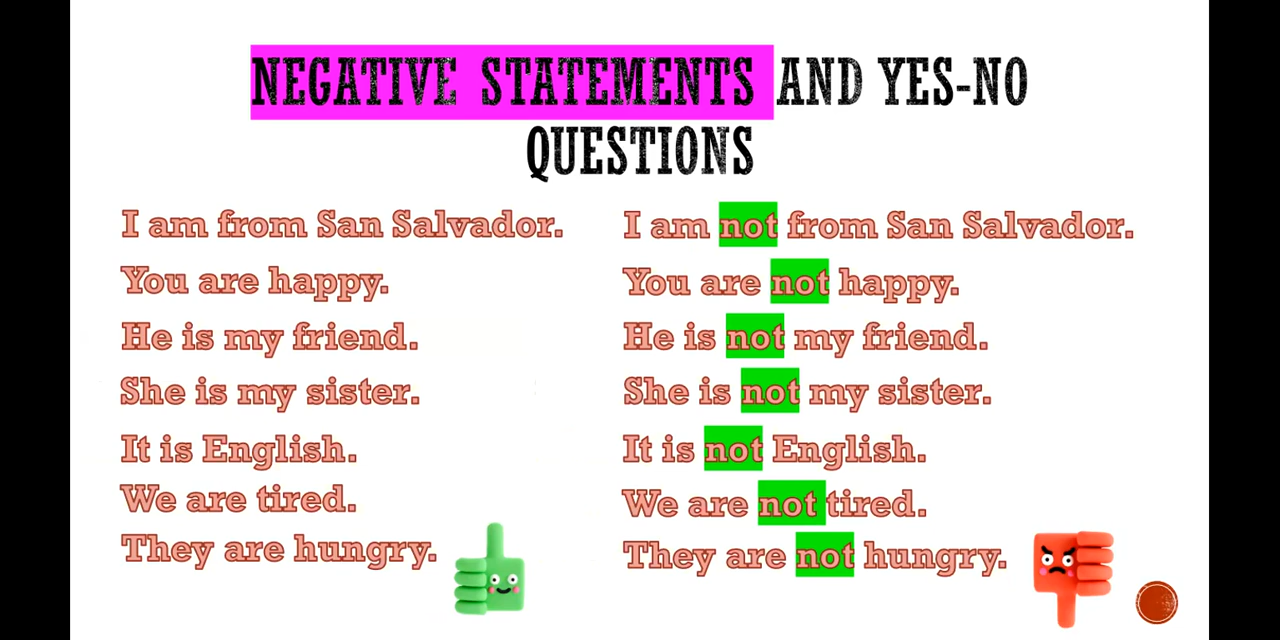 NEGATIVE STATEMENTS AND YES-NO
QUESTIONS
I am from San Salvador.
You are happy.
He is my friend.
She is my sister.
It is English.
We are tired.
They are hungry.
I am not from San Salvador.
You are not happy.
He is not my friend.
She is not my sister.
It is not English.
We are not tired.
They are not hungry.